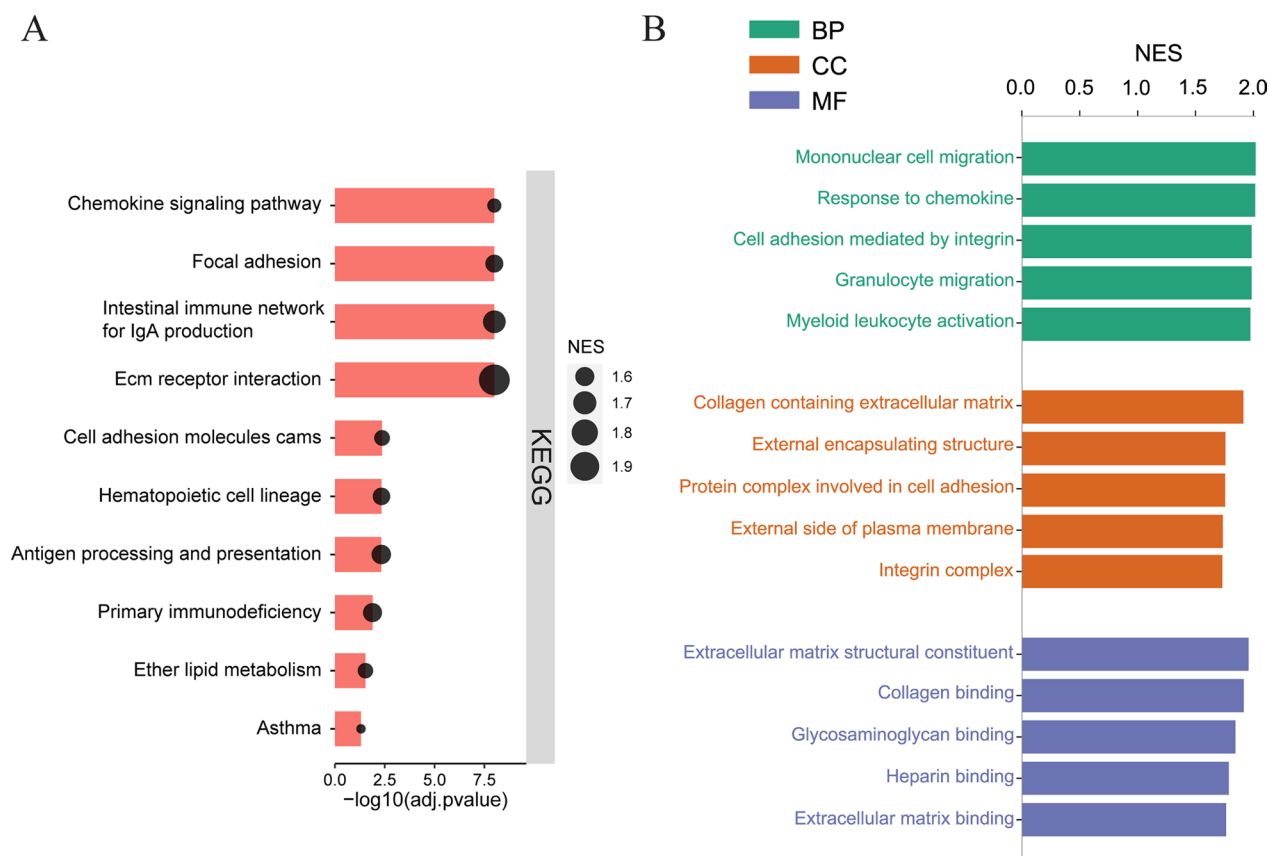 A
Chemokine signaling pathway
Focal adhesion
Intestinal immune network
for IgA production
Ecm receptor interaction
Cell adhesion molecules cams
Hematopoietic cell lineage
Antigen processing and presentation
Primary immunodeficiency
Ether lipid metabolism
Asthma
0.0 2.5 5.0 7.5
−log10(adj.pvalue)
KEGG
NES
1.6
1.7
1.8
1.9
B
BP
CC
MF
NES
0.0 0.5 1.0 1.5 2.0
Mononuclear cell migration
Response to chemokine
Cell adhesion mediated by integrin
Granulocyte migration
Myeloid leukocyte activation
Collagen containing extracellular matrix
External encapsulating structure
Protein complex involved in cell adhesion
External side of plasma membrane
Integrin complex
Extracellular matrix structural constituent
Collagen binding
Glycosaminoglycan binding
Heparin binding
Extracellular matrix binding